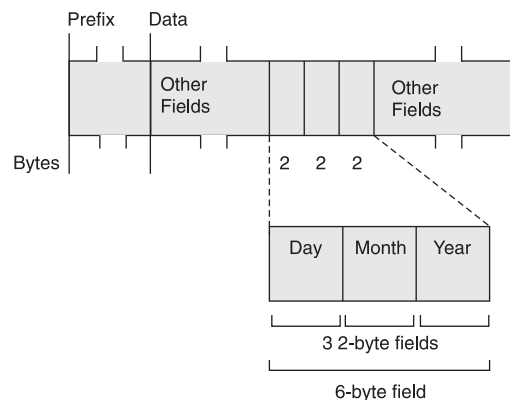 Prefix Data
Other
Fields
Other
Fields
Bytes
2 2 2
Day Month Year
3 2-byte fields
6-byte field